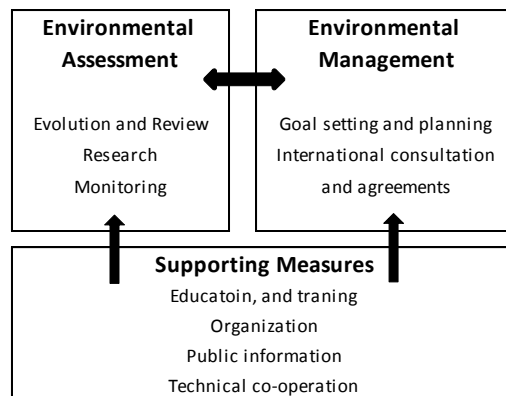 Environmental
Assessment
Evolution and Review
Research
Monitoring
Environmental
Management
Goal setting and planning
International consultation
and agreements
Supporting Measures
Educatoin, and traning
Organization
Public information
Technical co-operation